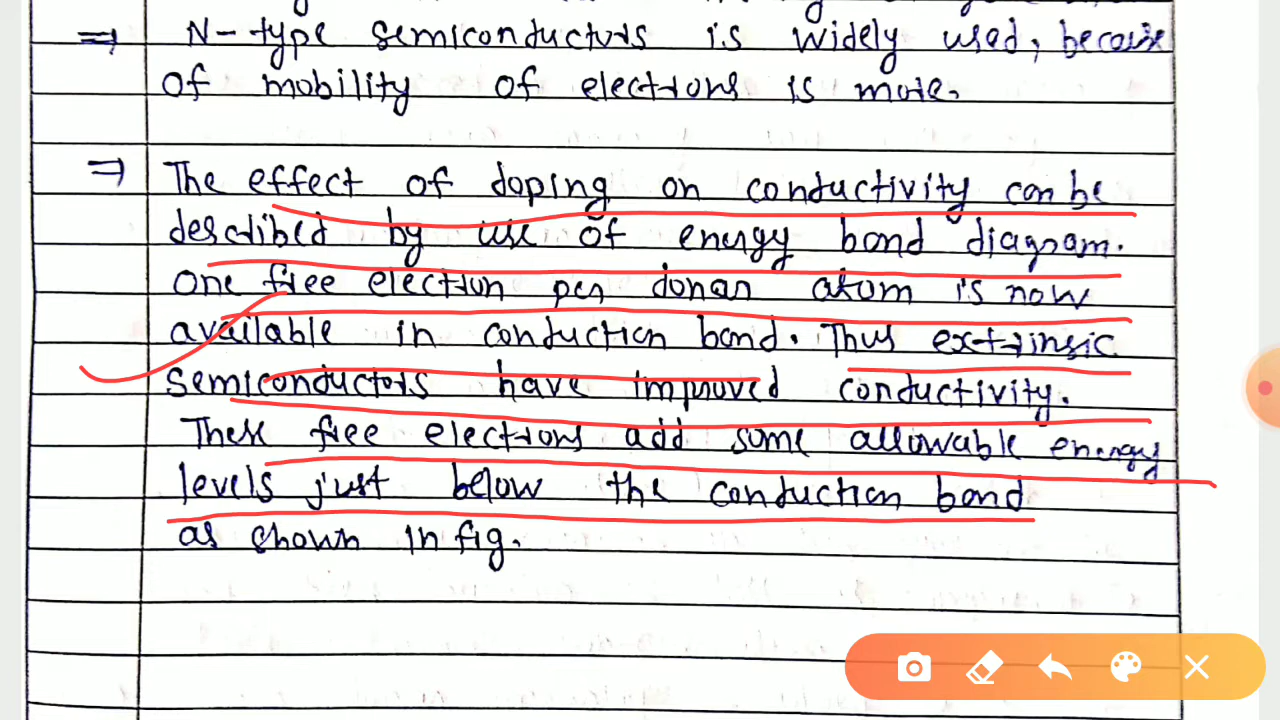 ⇒ N-type semiconductors is widely used, because
of mobility of electrons is more.
⇒ The effect of doping on conductivity can be
described by use of energy band diagram.
One free electron per donar atom is now
available in conduction band. Thus extrinsic
semiconductors have improved conductivity.
These free electrons add some allowable energy
levels just below the conduction band
as shown in fig.